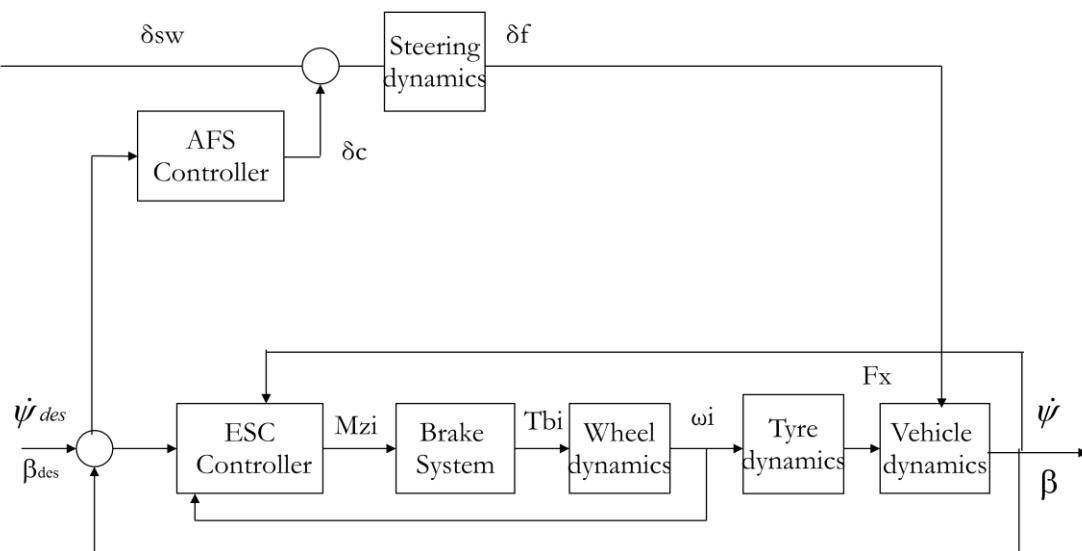 δsw
Steering
dynamics
δf
AFS
Controller
δc
Fx
ψ̇ des
βdes
ESC
Controller
Mzi
Brake
System
Tbi
Wheel
dynamics
ωi
Tyre
dynamics
Vehicle
dynamics
ψ̇
β